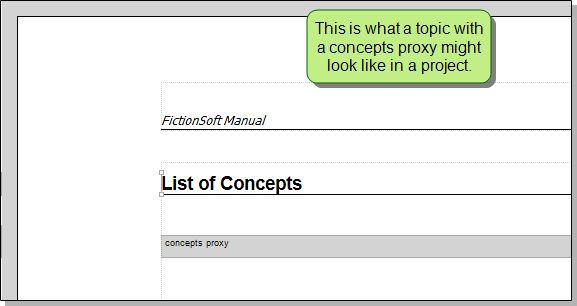 This is what a topic with
a concepts proxy might
look like in a project.
FictionSoft Manual
List of Concepts
concepts proxy